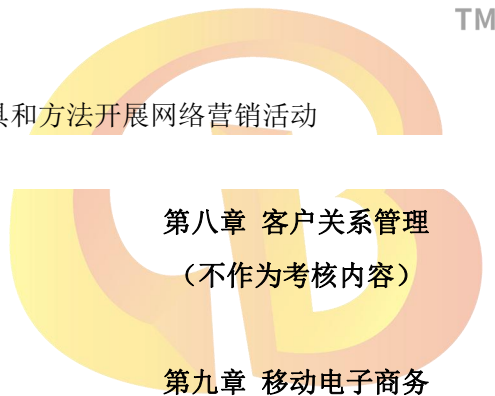 TM
具和方法开展网络营销活动
第八章 客户关系管理
（不作为考核内容）
第九章 移动电子商务